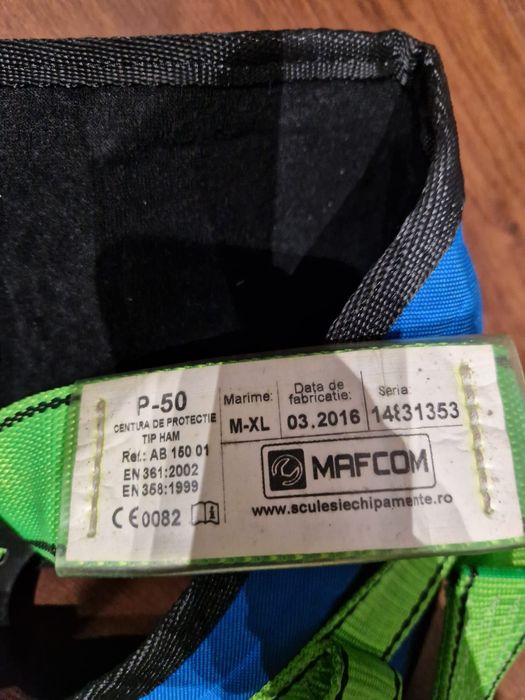 P-50
CENTURA DE PROTECTIE
TIP HAM
Ref.: AB 150 01
EN 361:2002
EN 358:1999
CE 0082
Marime:
M-XL
Data de
fabricatie:
03.2016
Seria:
14831353
MAFCOM
www.sculesiechipamente.ro